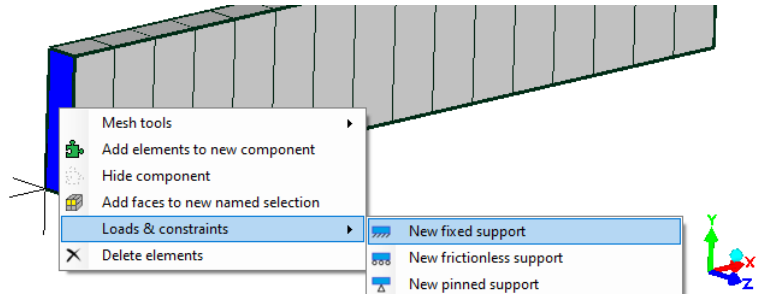 Mesh tools
Add elements to new component
Hide component
Add faces to new named selection
Loads & constraints
New fixed support
Delete elements
New frictionless support
New pinned support
Y
X
Z